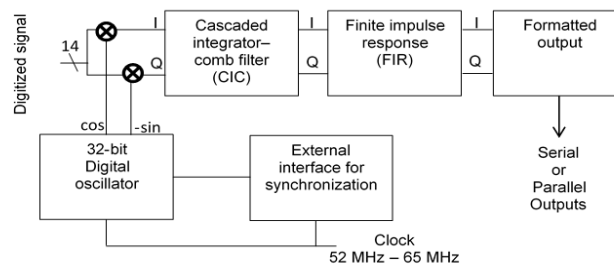 Digitized signal
14
I
Q
Cascaded
integrator–
comb filter
(CIC)
I
Q
Finite impulse
response
(FIR)
I
Q
Formatted
output
cos
-sin
32-bit
Digital
oscillator
External
interface for
synchronization
Serial
or
Parallel
Outputs
Clock
52 MHz – 65 MHz